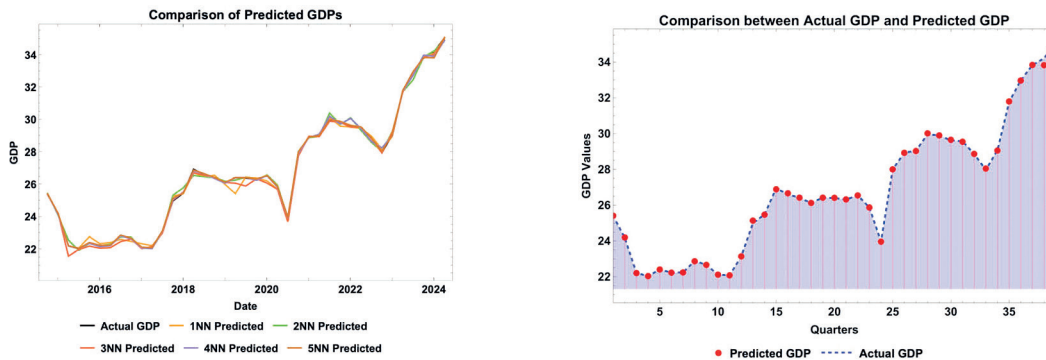 Comparison of Predicted GDPs
GDP
34
32
30
28
26
24
22
2016
2018
2020
2022
2024
Date
Actual GDP
1NN Predicted
2NN Predicted
3NN Predicted
4NN Predicted
5NN Predicted
Comparison between Actual GDP and Predicted GDP
GDP Values
34
32
30
28
26
24
22
5
10
15
20
25
30
35
Quarters
Predicted GDP
Actual GDP